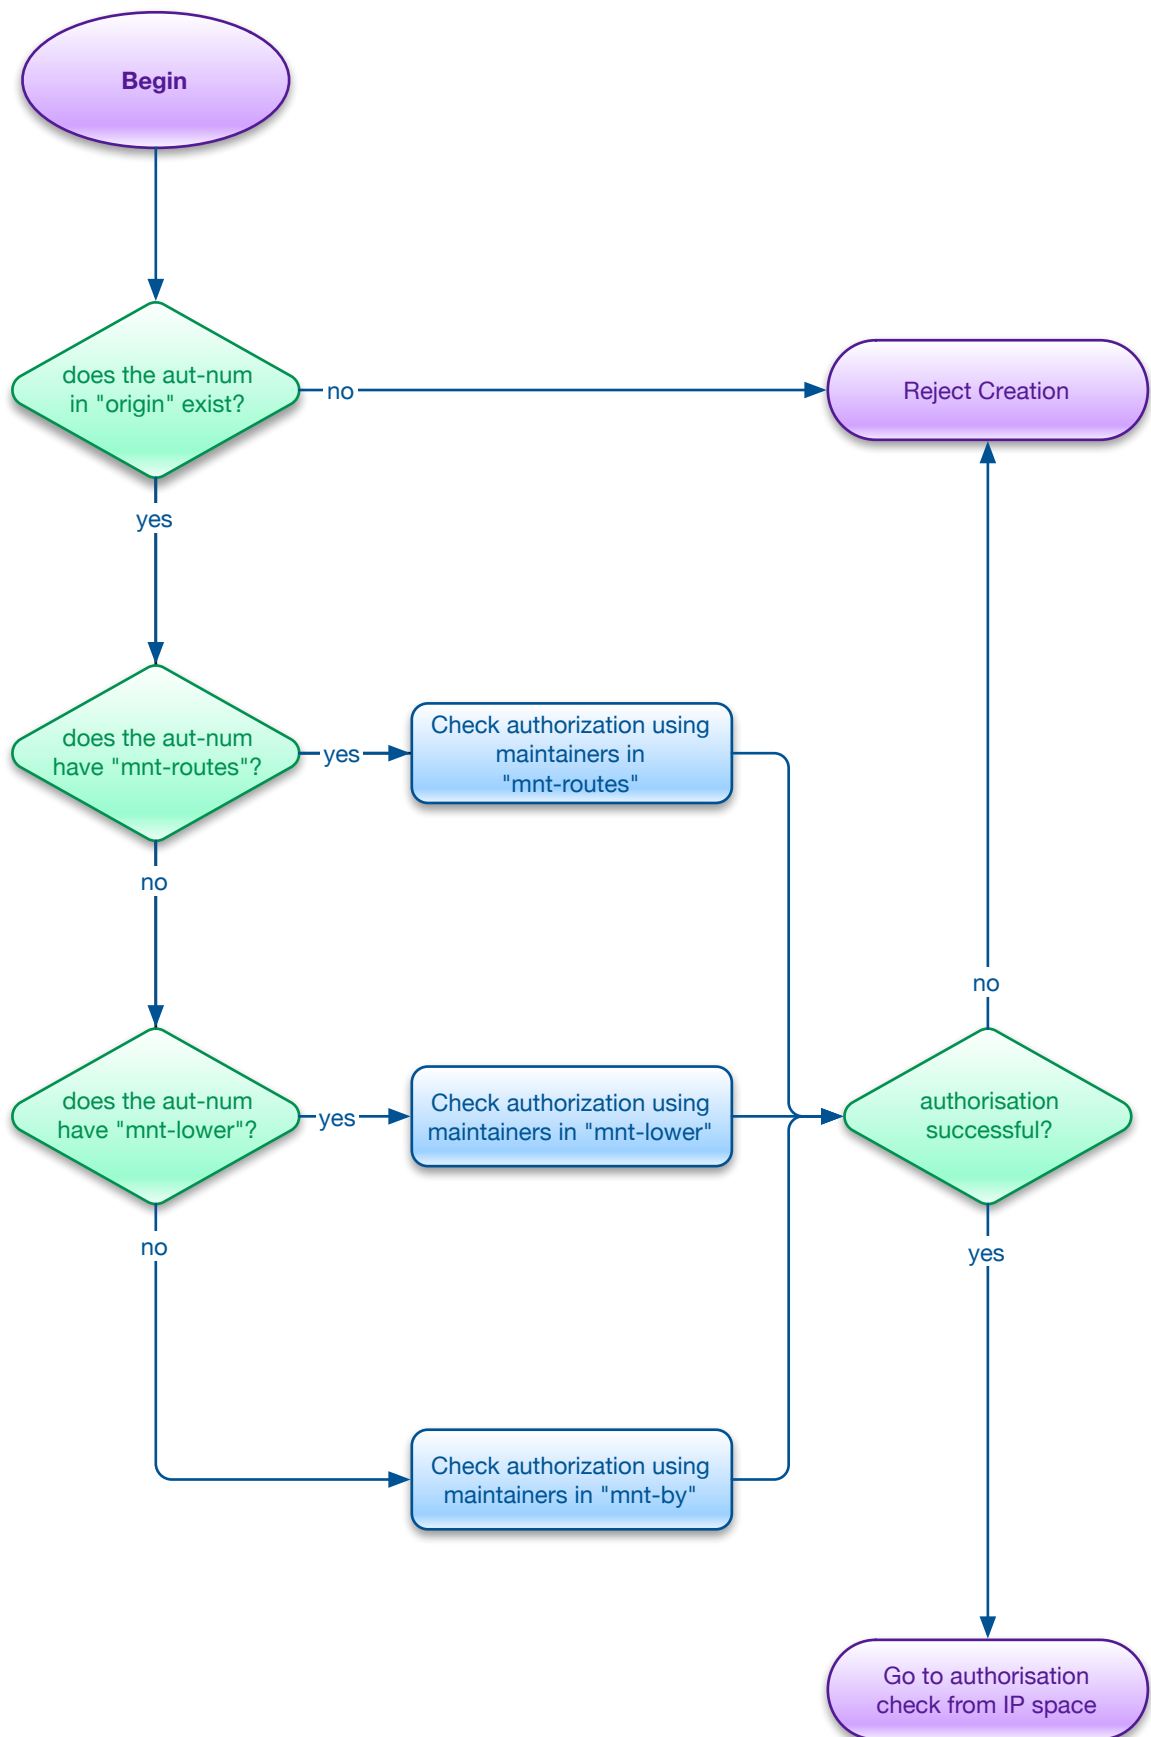 Begin
does the aut-num
in "origin" exist?
no
Reject Creation
yes
does the aut-num
have "mnt-routes"?
yes
Check authorization using
maintainers in
"mnt-routes"
no
no
does the aut-num
have "mnt-lower"?
yes
Check authorization using
maintainers in "mnt-lower"
authorisation
successful?
no
yes
Check authorization using
maintainers in "mnt-by"
Go to authorisation
check from IP space